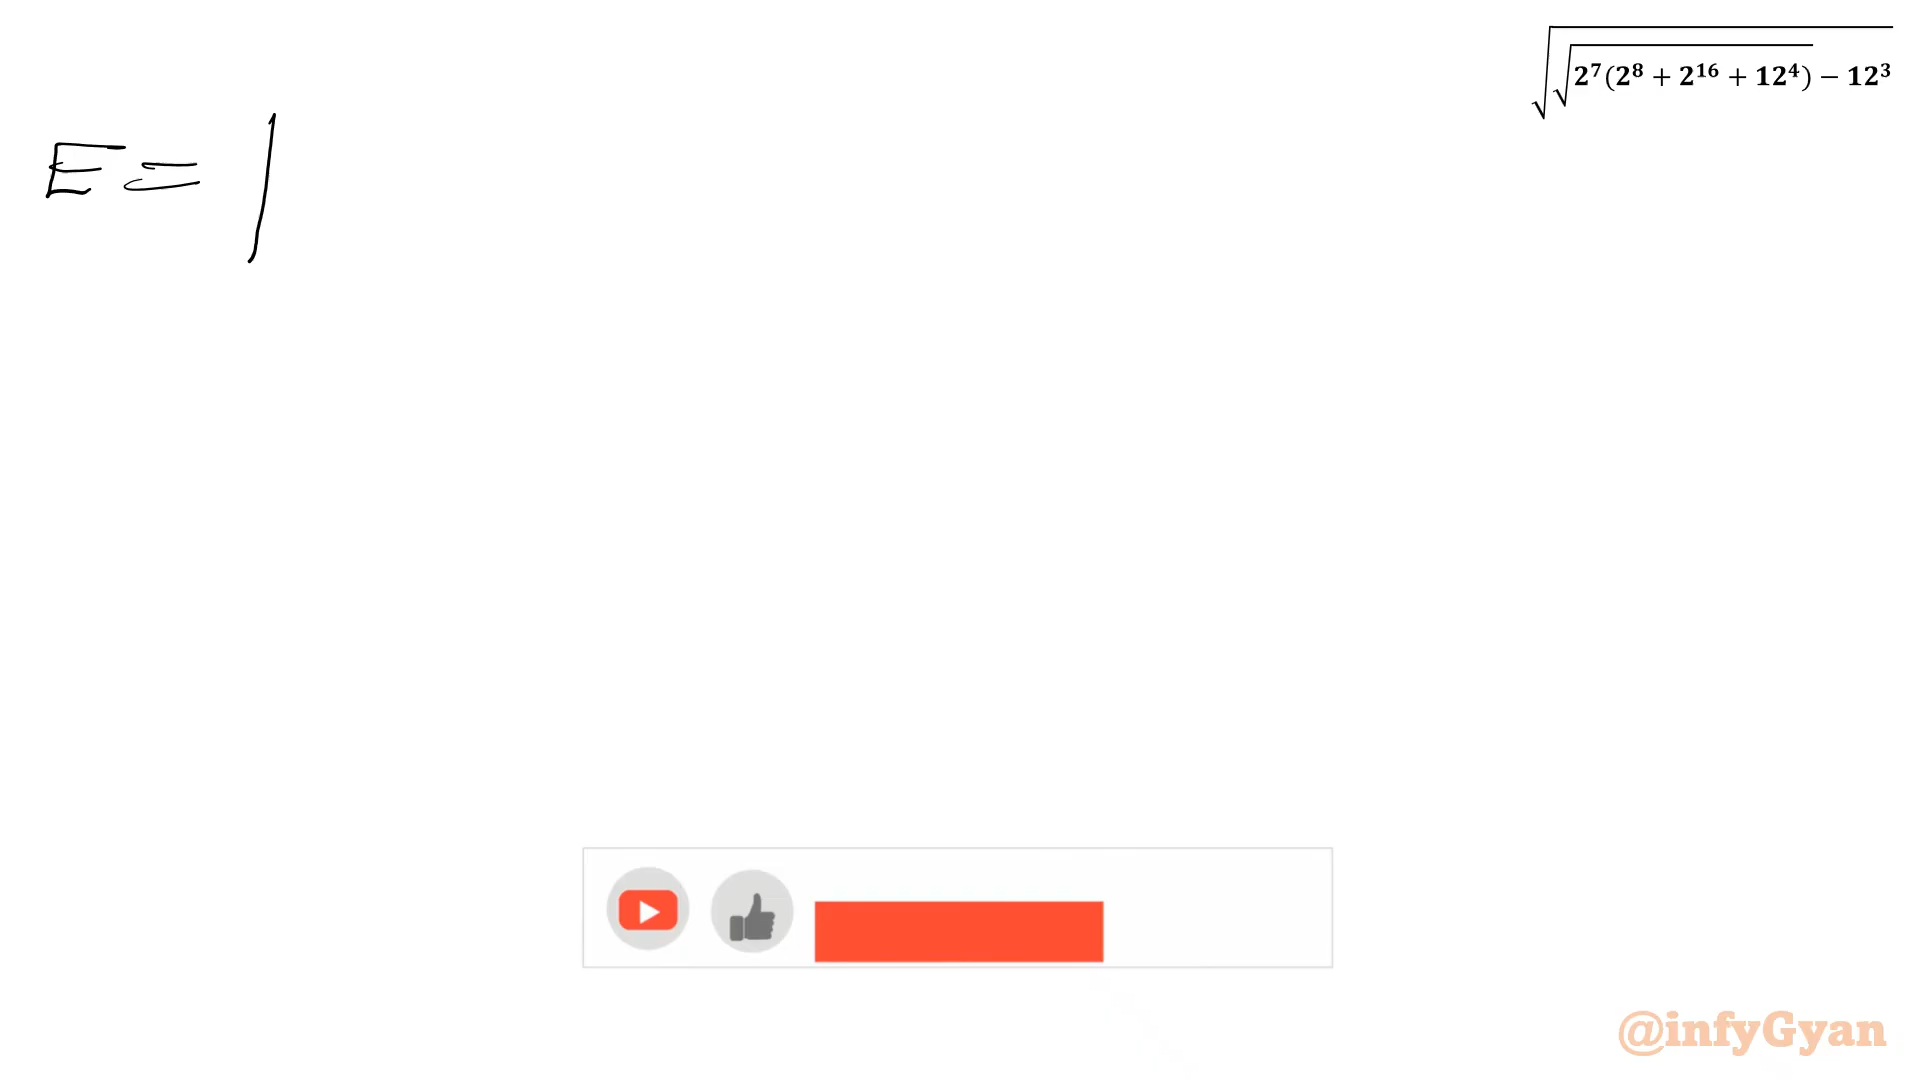 √(√(2⁷(2⁸ + 2¹⁶ + 12⁴)) − 12³)
E =
@infyGyan